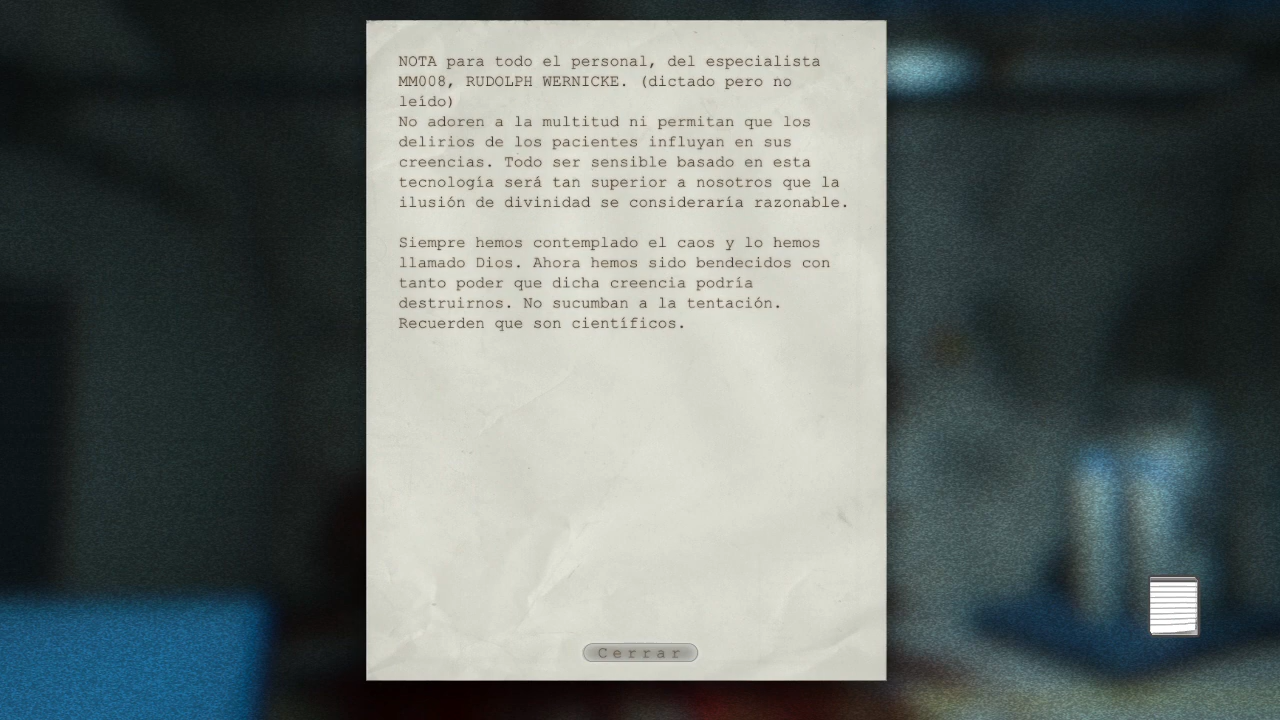 NOTA para todo el personal, del especialista
MM008, RUDOLPH WERNICKE. (dictado pero no
leído)
No adoren a la multitud ni permitan que los
delirios de los pacientes influyan en sus
creencias. Todo ser sensible basado en esta
tecnología será tan superior a nosotros que la
ilusión de divinidad se consideraría razonable.
Siempre hemos contemplado el caos y lo hemos
llamado Dios. Ahora hemos sido bendecidos con
tanto poder que dicha creencia podría
destruirnos. No sucumban a la tentación.
Recuerden que son científicos.
Cerrar